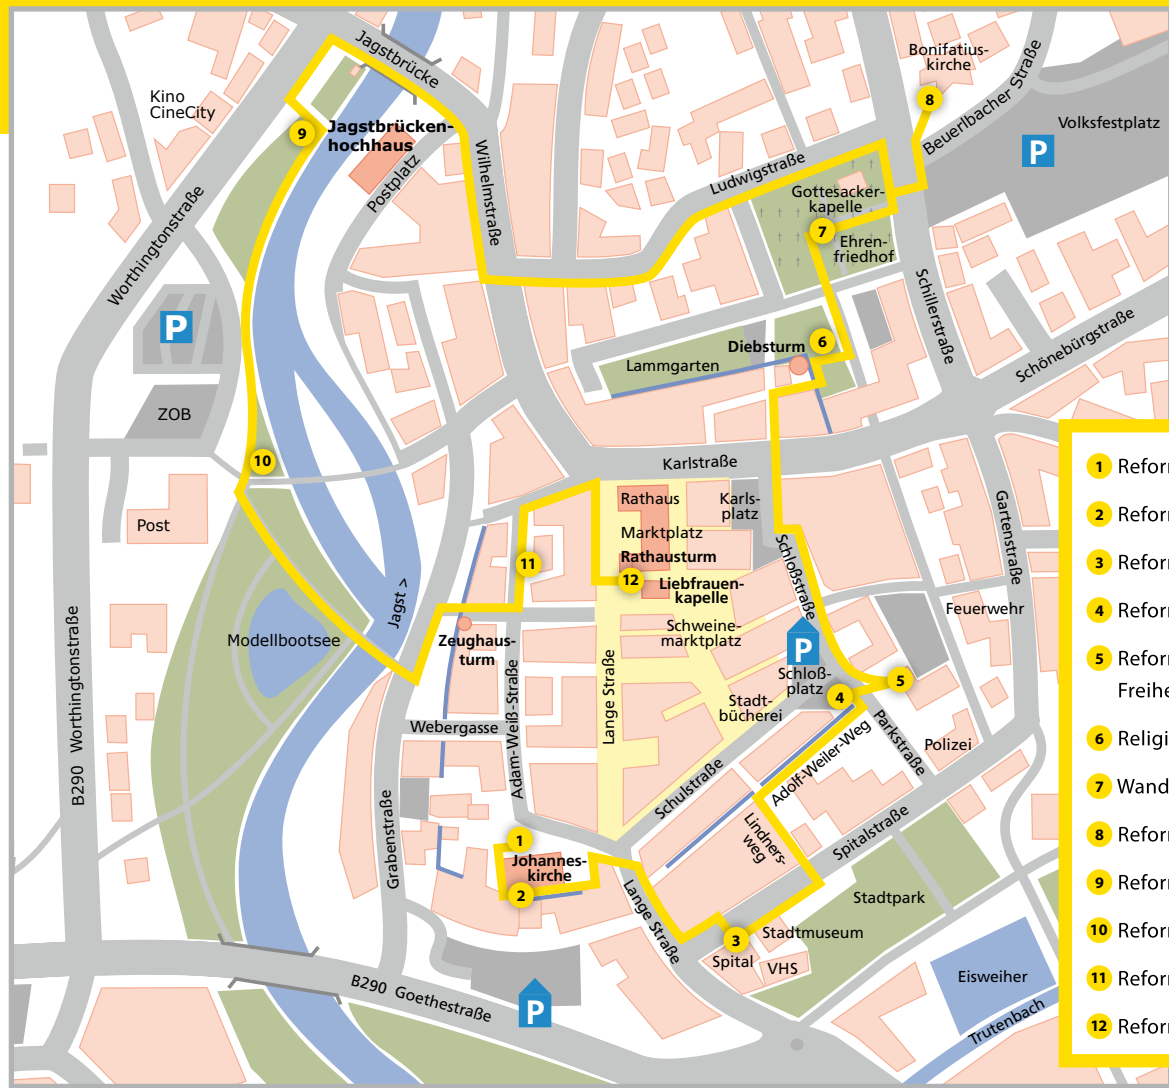 Jagstbrücke
Bonifatius-
kirche
8
Beuerlbacher Straße
Volksfestplatz
P
Kino
CineCity
9
Jagstbrücken-
hochhaus
Postplatz
Wilhelmstraße
Ludwigstraße
Gottesacker-
kapelle
7
Ehren-
friedhof
Worthingtonstraße
P
Schillerstraße
Schönebürgstraße
Diebsturm
6
Lammgarten
ZOB
10
Karlstraße
Post
Rathaus
Karls-
platz
Marktplatz
Rathausturm
11
12
Liebfrauen-
kapelle
Schloßstraße
Gartenstraße
Feuerwehr
Jagst >
Modellbootsee
Zeughaus-
turm
Schweine-
marktplatz
P
Schloß-
platz
4
5
Stadt-
bücherei
Lange Straße
Adam-Weiß-Straße
Webergasse
B290 Worthingtonstraße
Parkstraße
Polizei
Adolf-Weiler-Weg
Schulstraße
Lindners-
weg
Spitalstraße
Grabenstraße
1
Johannes-
kirche
2
Lange Straße
Stadtpark
3
Stadtmuseum
Spital
VHS
Eisweiher
Trutenbach
B290 Goethestraße
P
1 Refor
2 Refor
3 Refor
4 Refor
5 Refor
Freihe
6 Religi
7 Wand
8 Refor
9 Refor
10 Refor
11 Refor
12 Refor